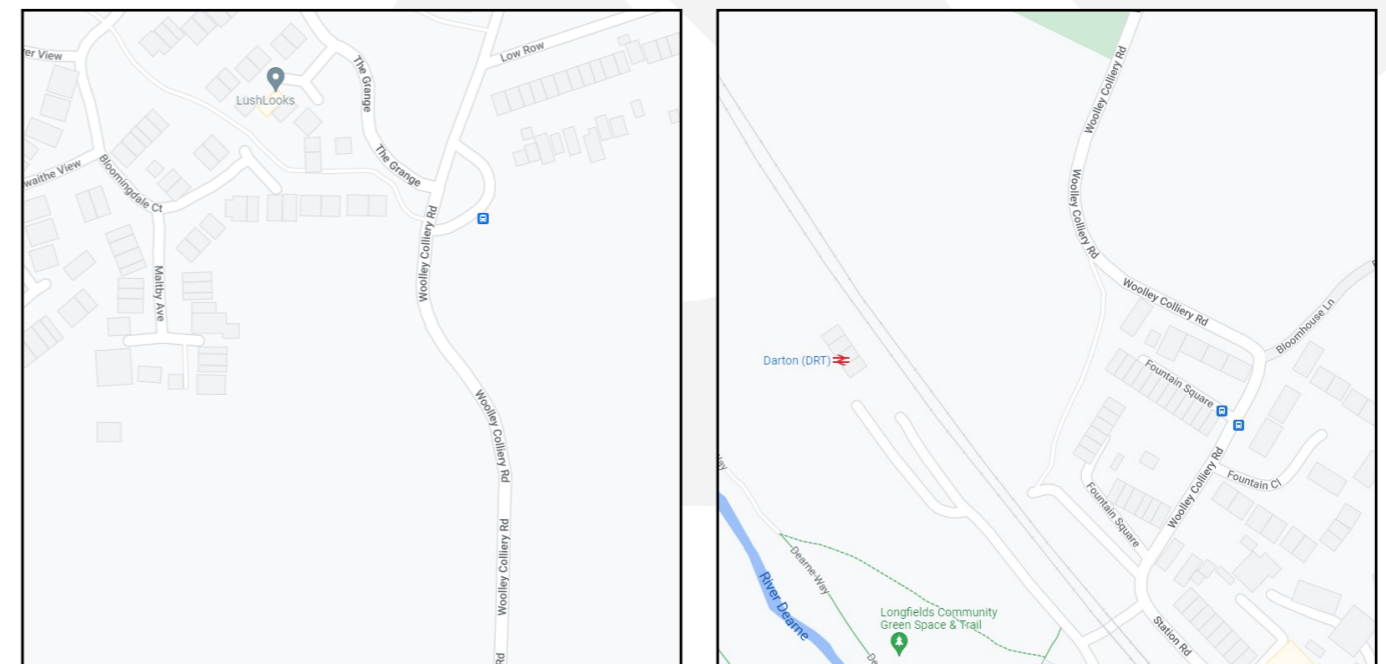 er View
Low Row
The Grange
LushLooks
The Grange
waithe View
Bloomingdale Ct
Woolley Colliery Rd
Maltby Ave
Woolley Colliery Rd
Woolley Colliery Rd
Rd
Woolley Colliery Rd
Woolley Colliery Rd
Woolley Colliery Rd
Bloomhouse Ln
Darton (DRT)
Fountain Square
Woolley Colliery Rd
Fountain Cl
Way
Fountain Square
Dearne Way
River Dearne
Longfields Community
Green Space & Trail
Station Rd
De